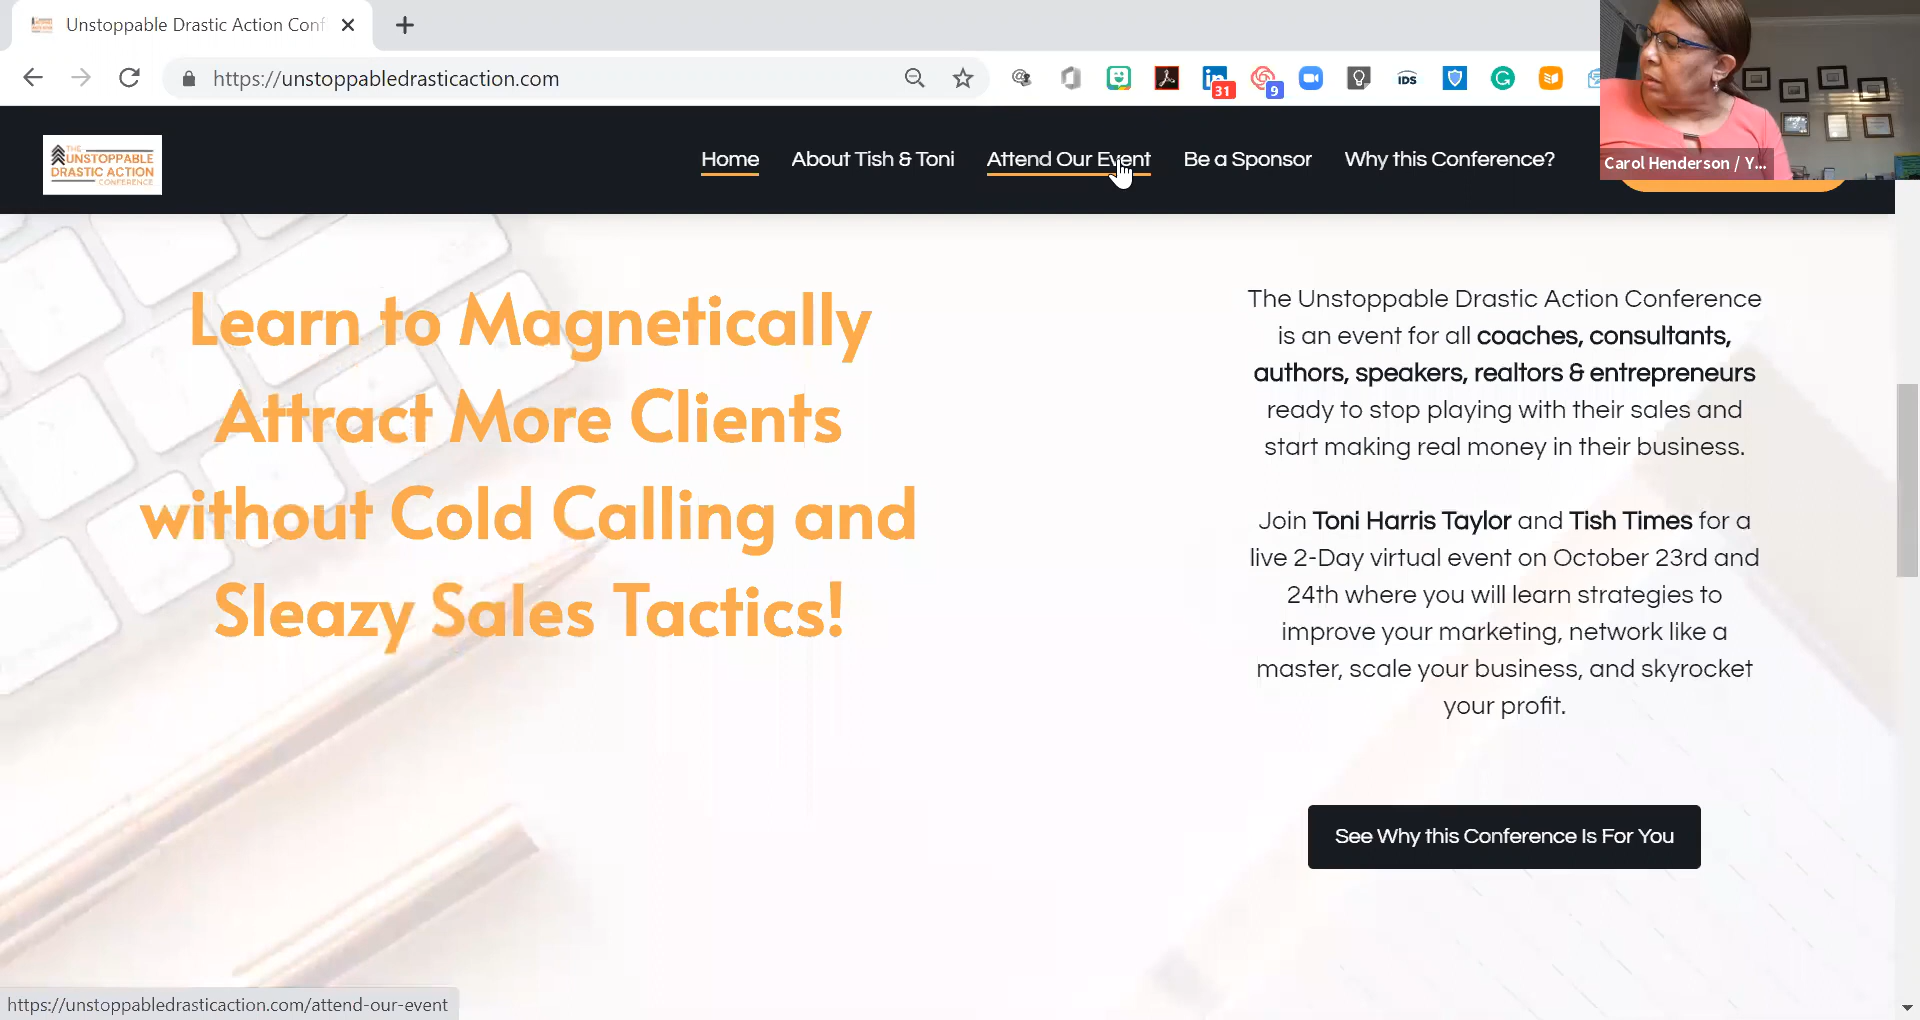 Unstoppable Drastic Action Conf
https://unstoppabledrasticaction.com
31
9
IDS
THE
UNSTOPPABLE
DRASTIC ACTION
CONFERENCE
Home
About Tish & Toni
Attend Our Event
Be a Sponsor
Why this Conference?
Carol Henderson / Y...
Learn to Magnetically
Attract More Clients
without Cold Calling and
Sleazy Sales Tactics!
The Unstoppable Drastic Action Conference
is an event for all coaches, consultants,
authors, speakers, realtors & entrepreneurs
ready to stop playing with their sales and
start making real money in their business.
Join Toni Harris Taylor and Tish Times for a
live 2-Day virtual event on October 23rd and
24th where you will learn strategies to
improve your marketing, network like a
master, scale your business, and skyrocket
your profit.
See Why this Conference Is For You
https://unstoppabledrasticaction.com/attend-our-event